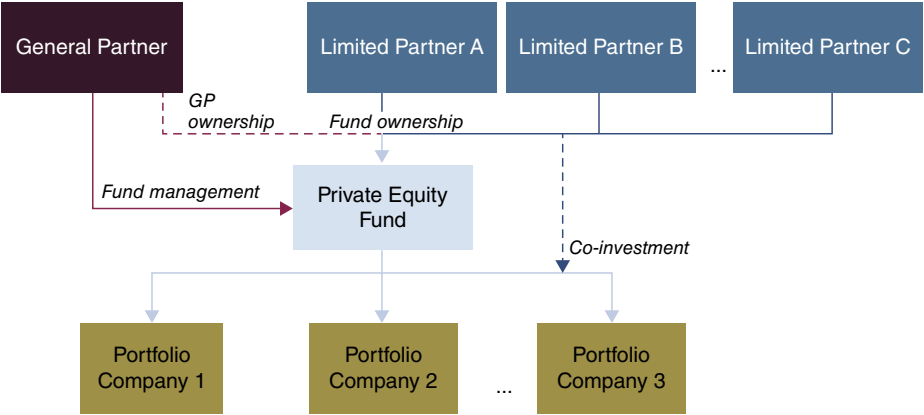 General Partner
Limited Partner A
Limited Partner B
...
Limited Partner C
GP
ownership
Fund ownership
Fund management
Private Equity
Fund
Co-investment
Portfolio
Company 1
Portfolio
Company 2
...
Portfolio
Company 3